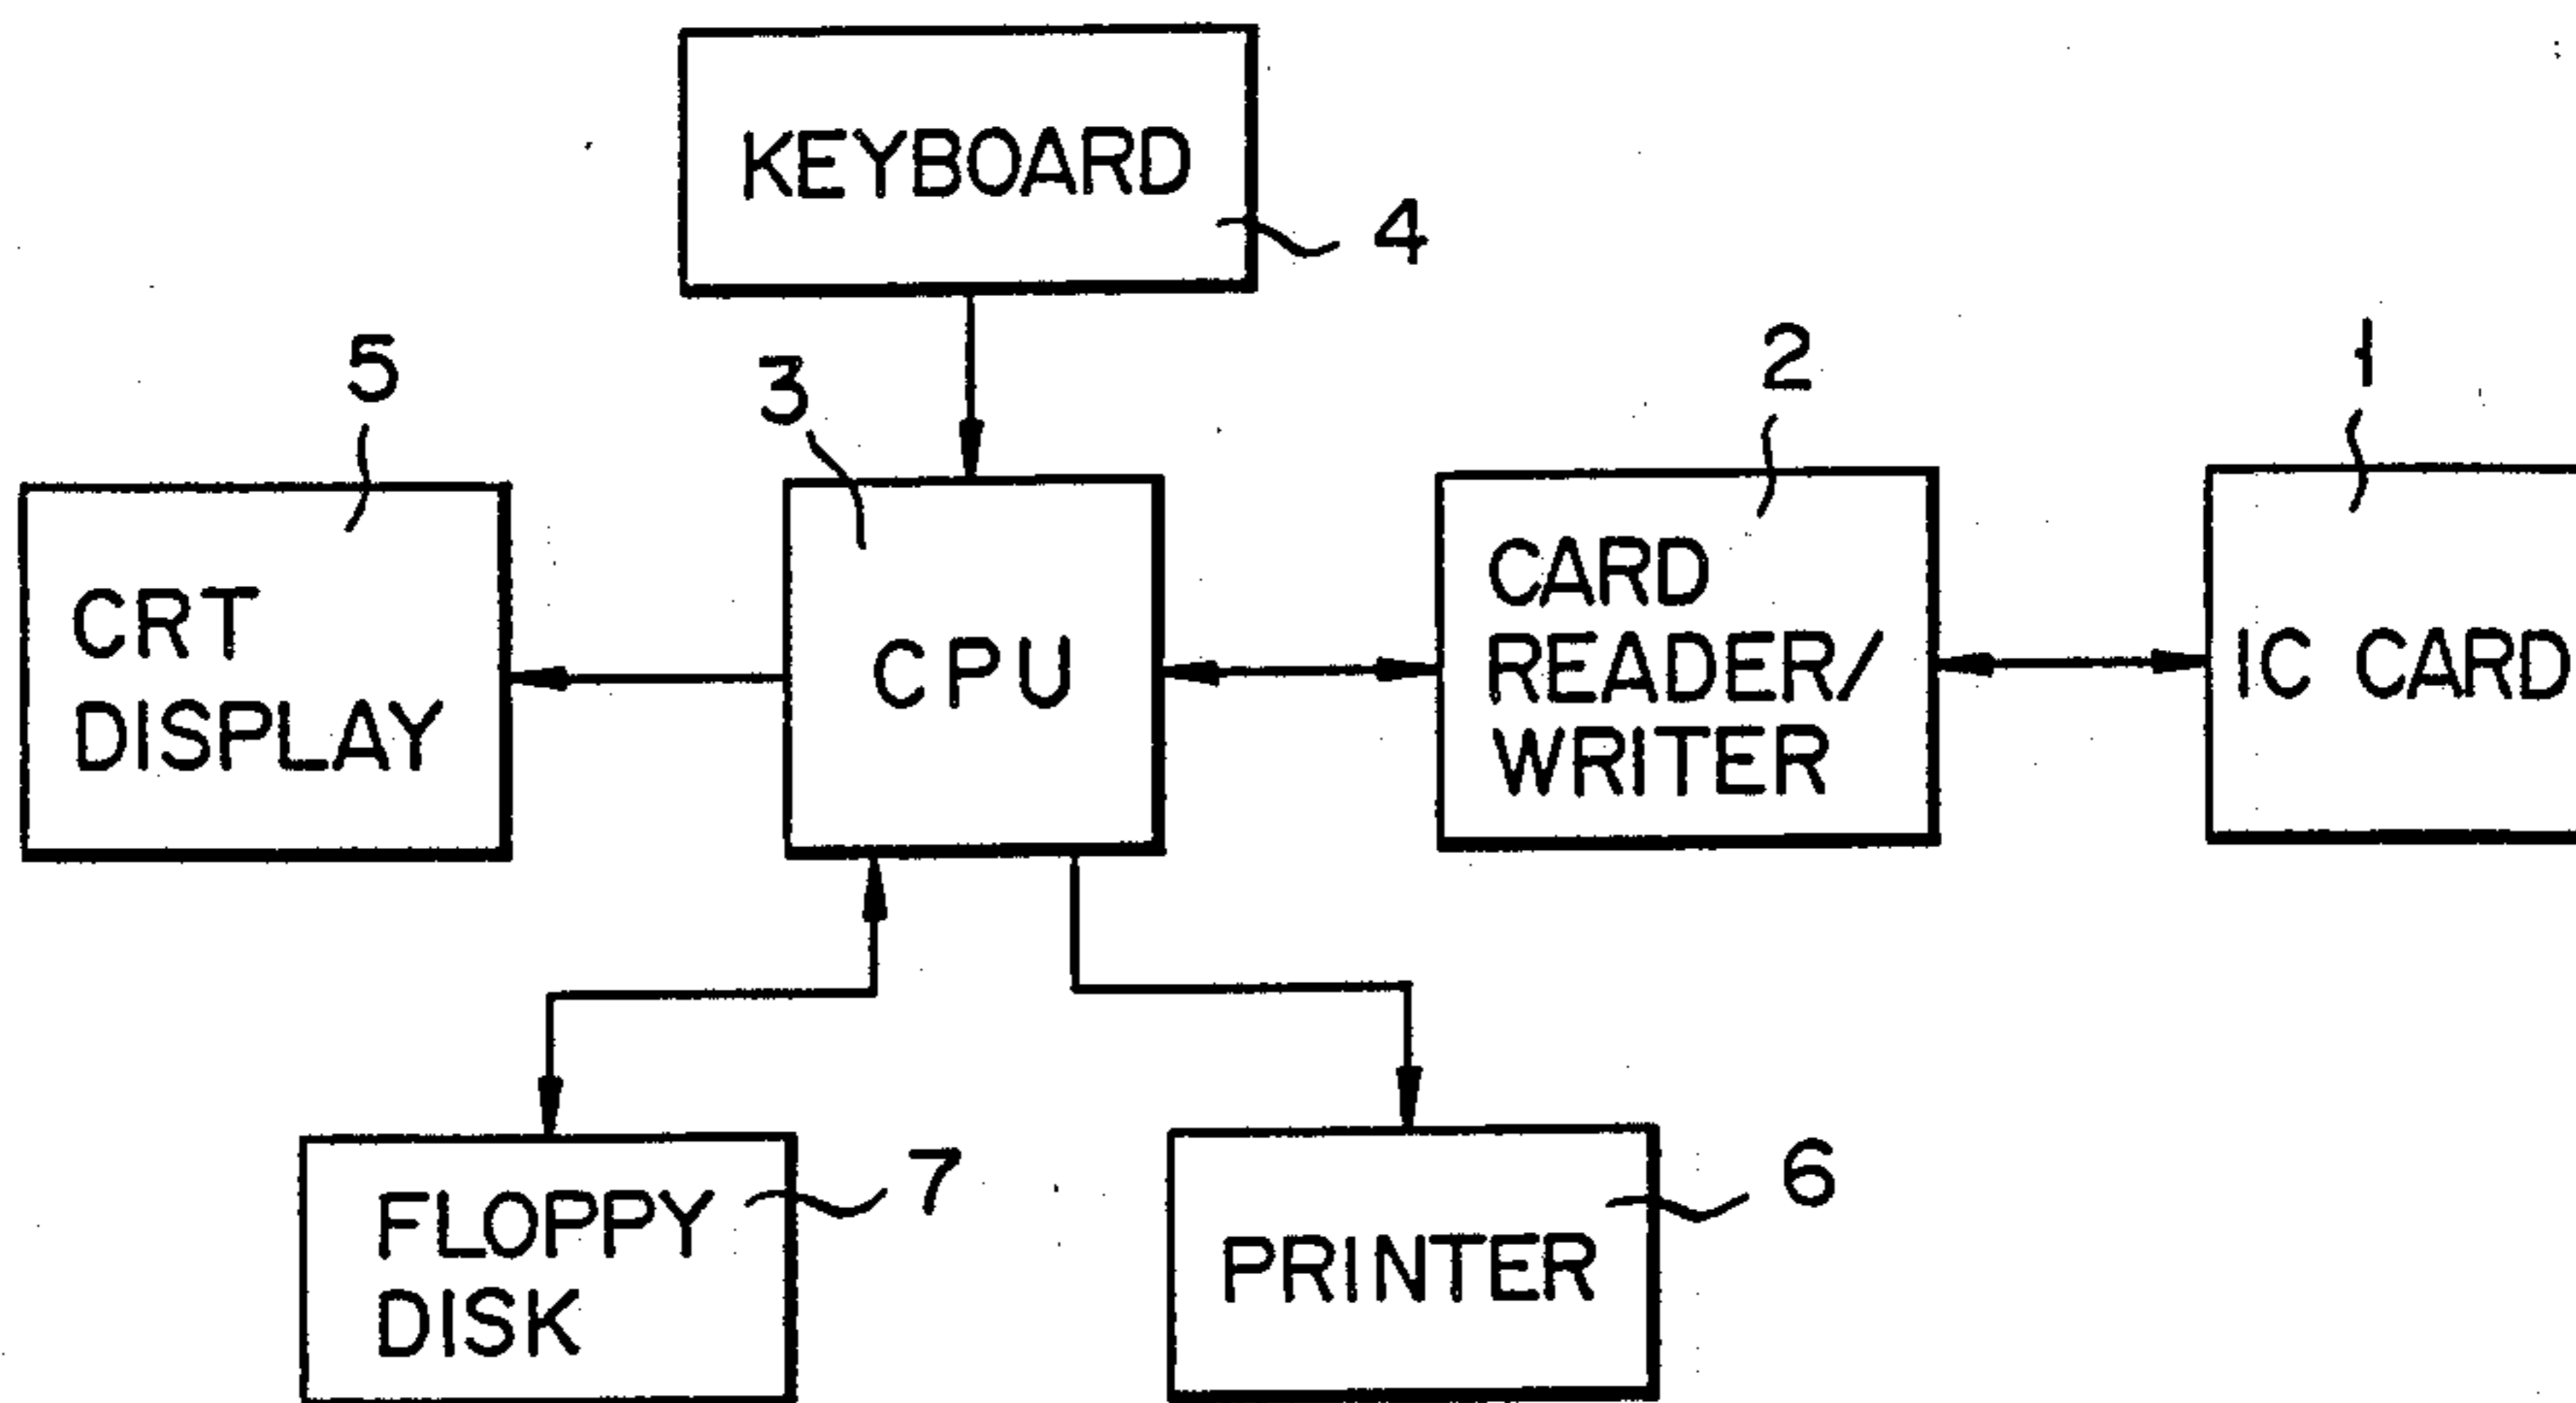 KEYBOARD
4
5
3
2
1
CRT
DISPLAY
CPU
CARD
READER/
WRITER
IC CARD
FLOPPY
DISK
7
PRINTER
6